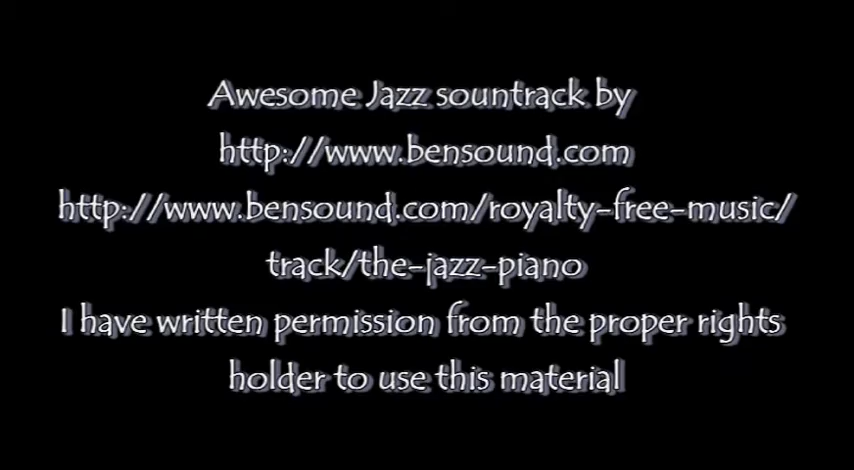 Awesome Jazz sountrack by
http://www.bensound.com
http://www.bensound.com/royalty-free-music/
track/the-jazz-piano
I have written permission from the proper rights
holder to use this material